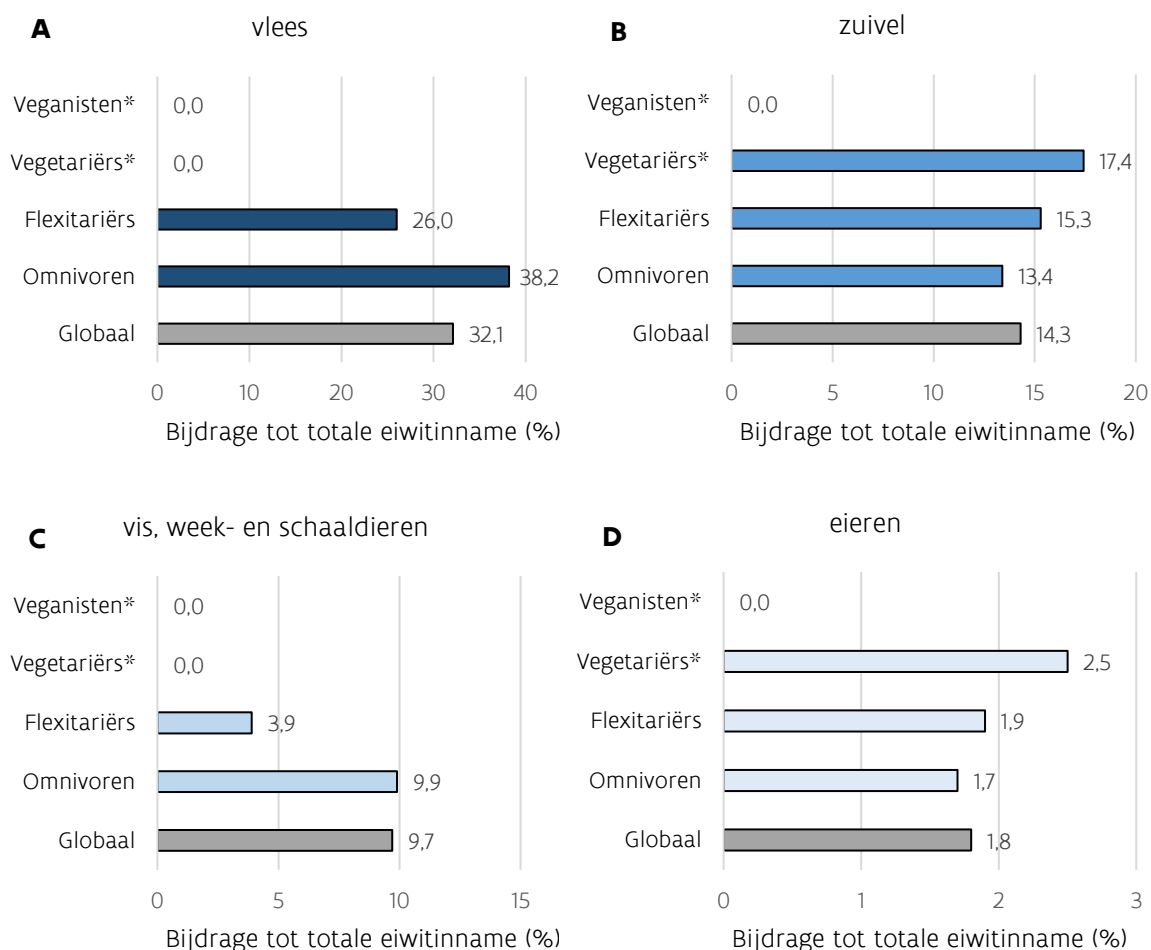 A
vlees
Veganisten*
0,0
Vegetariërs*
0,0
Flexitariërs
26,0
Omnivoren
38,2
Globaal
32,1
0 10 20 30 40
Bijdrage tot totale eiwitinname (%)
B
zuivel
Veganisten*
0,0
Vegetariërs*
17,4
Flexitariërs
15,3
Omnivoren
13,4
Globaal
14,3
0 5 10 15 20
Bijdrage tot totale eiwitinname (%)
C
vis, week- en schaaldieren
Veganisten*
0,0
Vegetariërs*
0,0
Flexitariërs
3,9
Omnivoren
9,9
Globaal
9,7
0 5 10 15
Bijdrage tot totale eiwitinname (%)
D
eieren
Veganisten*
0,0
Vegetariërs*
2,5
Flexitariërs
1,9
Omnivoren
1,7
Globaal
1,8
0 1 2 3
Bijdrage tot totale eiwitinname (%)